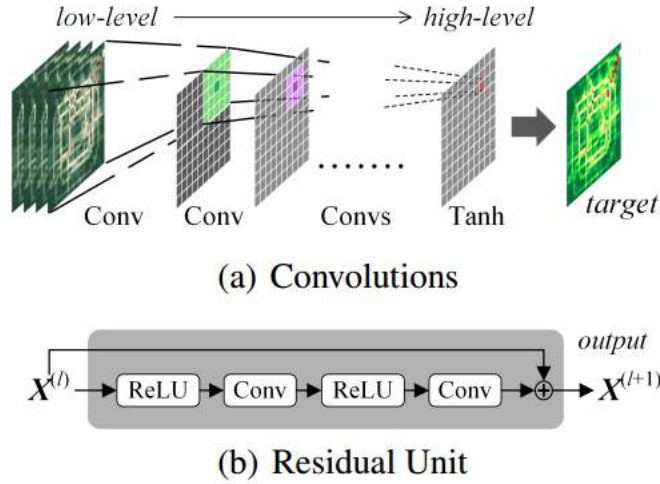 low-level high-level
Conv Conv Convs Tanh target
(a) Convolutions
output
X(l) ReLU Conv ReLU Conv + X(l+1)
(b) Residual Unit